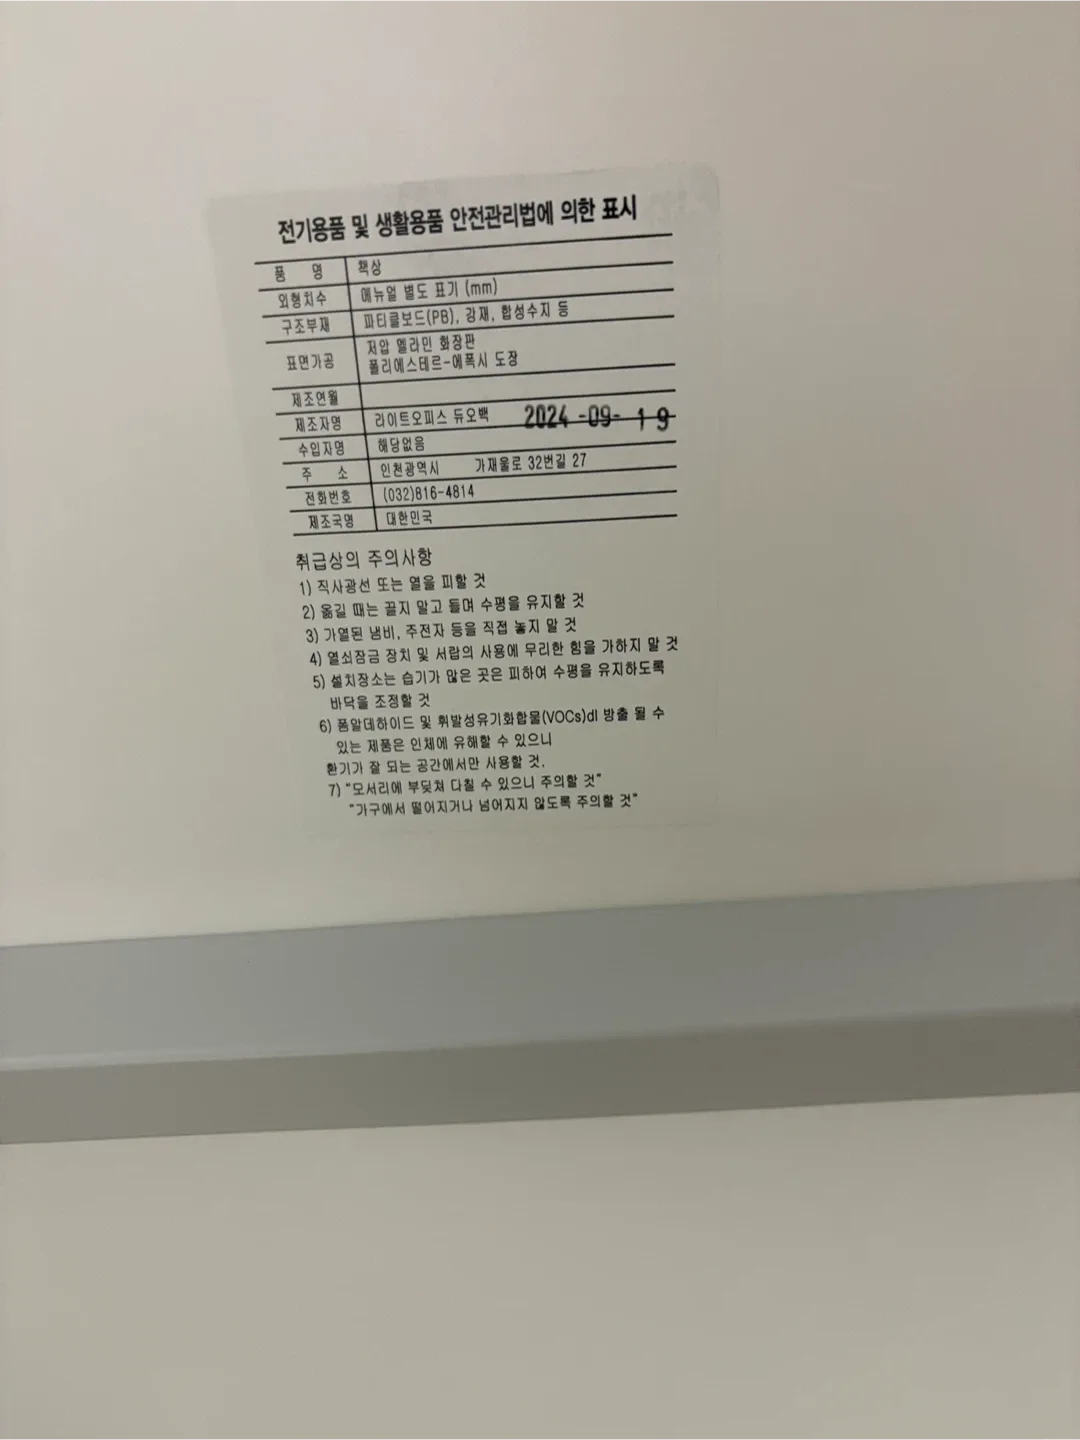 전기용품 및 생활용품 안전관리법에 의한 표시
품 명 책상
외형치수 메뉴얼 별도 표기 (mm)
구조부재 파티클보드(PB), 강재, 합성수지 등
표면가공 저압 멜라민 화장판
폴리에스테르-에폭시 도장
제조연월
제조자명 라이트오피스 듀오백 2024 -09- 19
수입자명 해당없음
주 소 인천광역시 가재울로 32번길 27
전화번호 (032)816-4814
제조국명 대한민국
취급상의 주의사항
1) 직사광선 또는 열을 피할 것
2) 옮길 때는 끌지 말고 들며 수평을 유지할 것
3) 가열된 냄비, 주전자 등을 직접 놓지 말 것
4) 열쇠잠금 장치 및 서랍의 사용에 무리한 힘을 가하지 말 것
5) 설치장소는 습기가 많은 곳은 피하여 수평을 유지하도록
바닥을 조정할 것
6) 폼알데하이드 및 휘발성유기화합물(VOCs)dl 방출 될 수
있는 제품은 인체에 유해할 수 있으니
환기가 잘 되는 공간에서만 사용할 것.
7) "모서리에 부딪쳐 다칠 수 있으니 주의할 것"
"가구에서 떨어지거나 넘어지지 않도록 주의할 것"